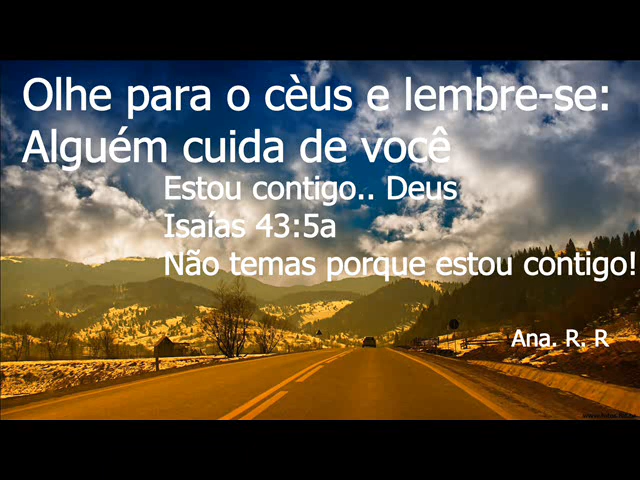 Olhe para o cèus e lembre-se:
Alguém cuida de você
Estou contigo.. Deus
Isaías 43:5a
Não temas porque estou contigo!
Ana. R. R